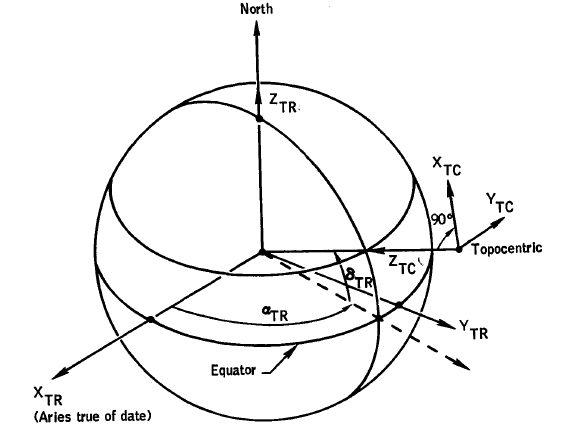 North
Z_TR
X_TC
Y_TC
90°
Topocentric
Z_TC
δ_TR
α_TR
Y_TR
Equator
X_TR
(Aries true of date)